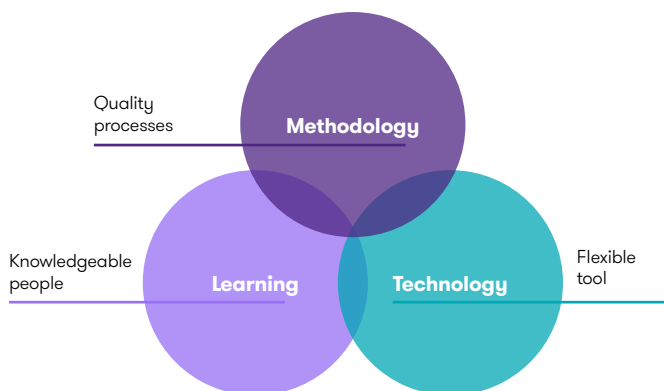 Quality
processes
Methodology
Knowledgeable
people
Learning
Technology
Flexible
tool